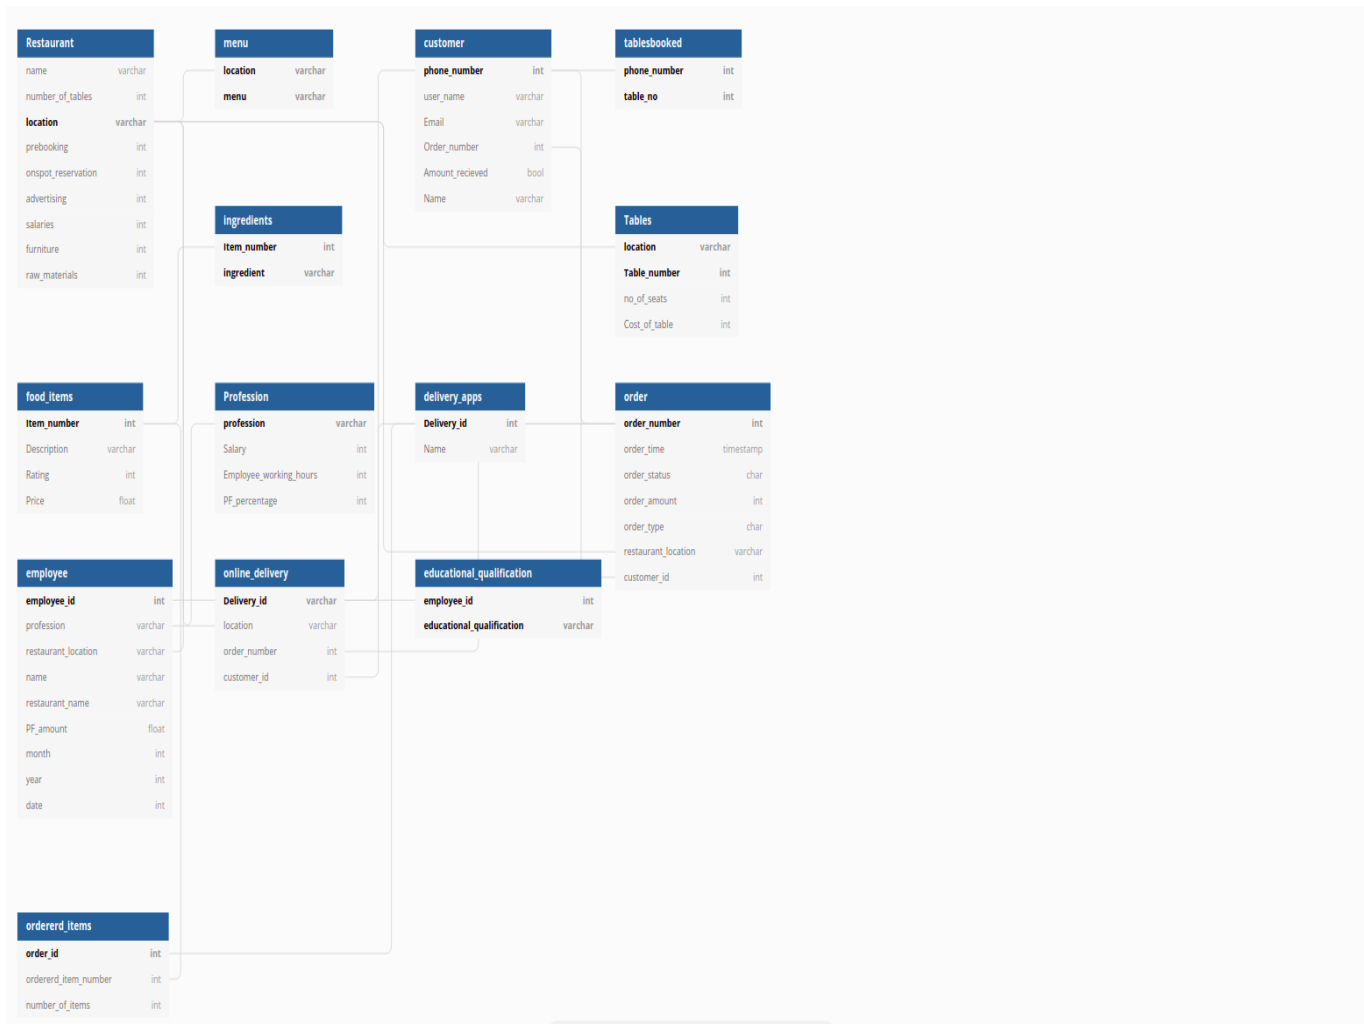 Restaurant
name varchar
number_of_tables int
location varchar
prebooking int
onspot_reservation int
advertising int
salaries int
furniture int
raw_materials int
menu
location varchar
menu varchar
customer
phone_number int
user_name varchar
Email varchar
Order_number int
Amount_recieved bool
Name varchar
tablesbooked
phone_number int
table_no int
ingredients
Item_number int
ingredient varchar
Tables
location varchar
Table_number int
no_of_seats int
Cost_of_table int
food_items
Item_number int
Description varchar
Rating int
Price float
Profession
profession varchar
Salary int
Employee_working_hours int
PF_percentage int
delivery_apps
Delivery_id int
Name varchar
order
order_number int
order_time timestamp
order_status char
order_amount int
order_type char
restaurant_location varchar
customer_id int
employee
employee_id int
profession varchar
restaurant_location varchar
name varchar
restaurant_name varchar
PF_amount float
month int
year int
date int
online_delivery
Delivery_id varchar
location varchar
order_number int
customer_id int
educational_qualification
employee_id int
educational_qualification varchar
ordererd_items
order_id int
ordererd_item_number int
number_of_items int